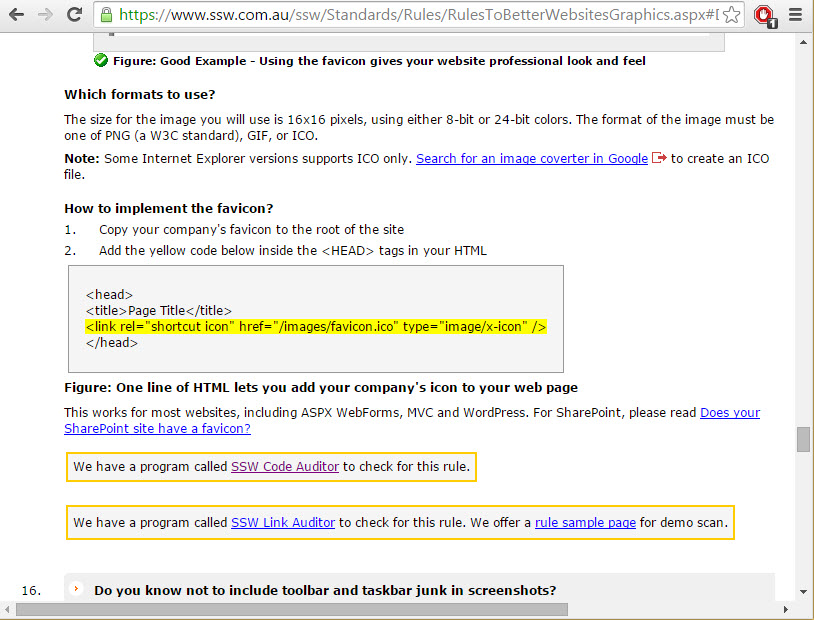 https://www.ssw.com.au/ssw/Standards/Rules/RulesToBetterWebsitesGraphic.aspx#
1
Figure: Good Example - Using the favicon gives your website professional look and feel
Which formats to use?
The size for the image you will use is 16x16 pixels, using either 8-bit or 24-bit colors. The format of the image must be
one of PNG (a W3C standard), GIF, or ICO.
Note: Some Internet Explorer versions supports ICO only. Search for an image coverter in Google to create an ICO
file.
How to implement the favicon?
1. Copy your company's favicon to the root of the site
2. Add the yellow code below inside the <HEAD> tags in your HTML
<head>
<title>Page Title</title>
<link rel="shortcut icon" href="/images/favicon.ico" type="image/x-icon" />
</head>
Figure: One line of HTML lets you add your company's icon to your web page
This works for most websites, including ASPX WebForms, MVC and WordPress. For SharePoint, please read Does your
SharePoint site have a favicon?
We have a program called SSW Code Auditor to check for this rule.
We have a program called SSW Link Auditor to check for this rule. We offer a rule sample page for demo scan.
16. Do you know not to include toolbar and taskbar junk in screenshots?